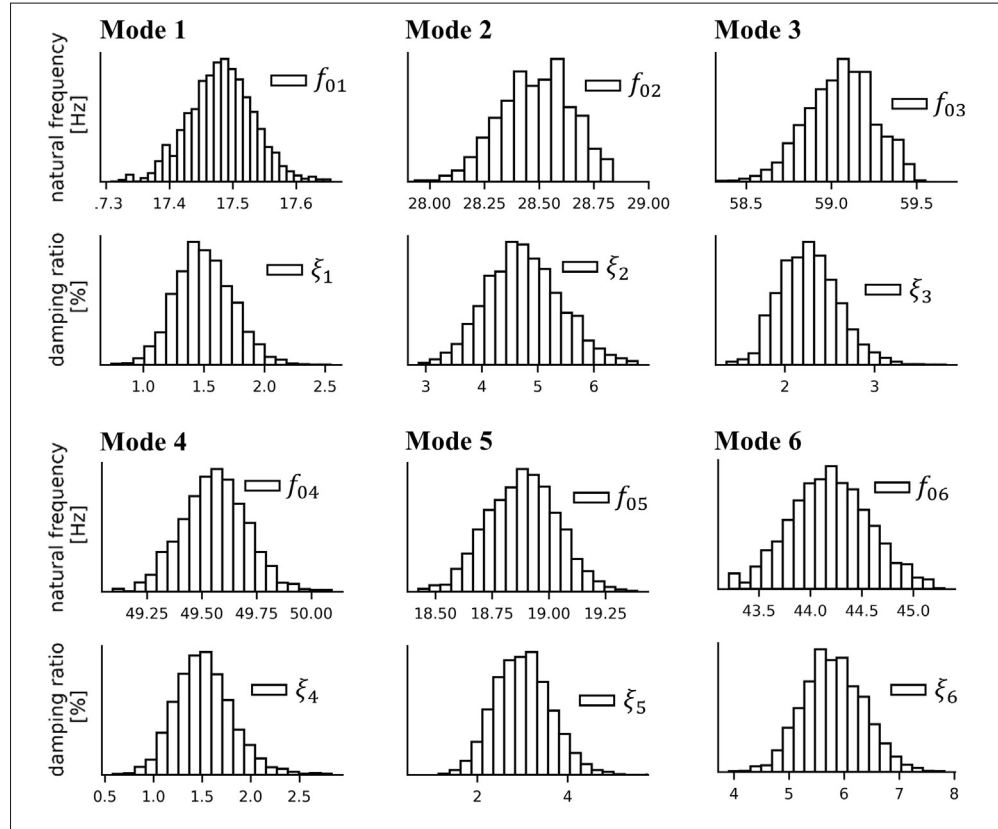 Mode 1 Mode 2 Mode 3
natural frequency
[Hz]
f01 f02 f03
.7.3 17.4 17.5 17.6 28.00 28.25 28.50 28.75 29.00 58.5 59.0 59.5
damping ratio
[%]
ξ1 ξ2 ξ3
1.0 1.5 2.0 2.5 3 4 5 6 2 3
Mode 4 Mode 5 Mode 6
natural frequency
[Hz]
f04 f05 f06
49.25 49.50 49.75 50.00 18.50 18.75 19.00 19.25 43.5 44.0 44.5 45.0
damping ratio
[%]
ξ4 ξ5 ξ6
0.5 1.0 1.5 2.0 2.5 2 4 4 5 6 7 8